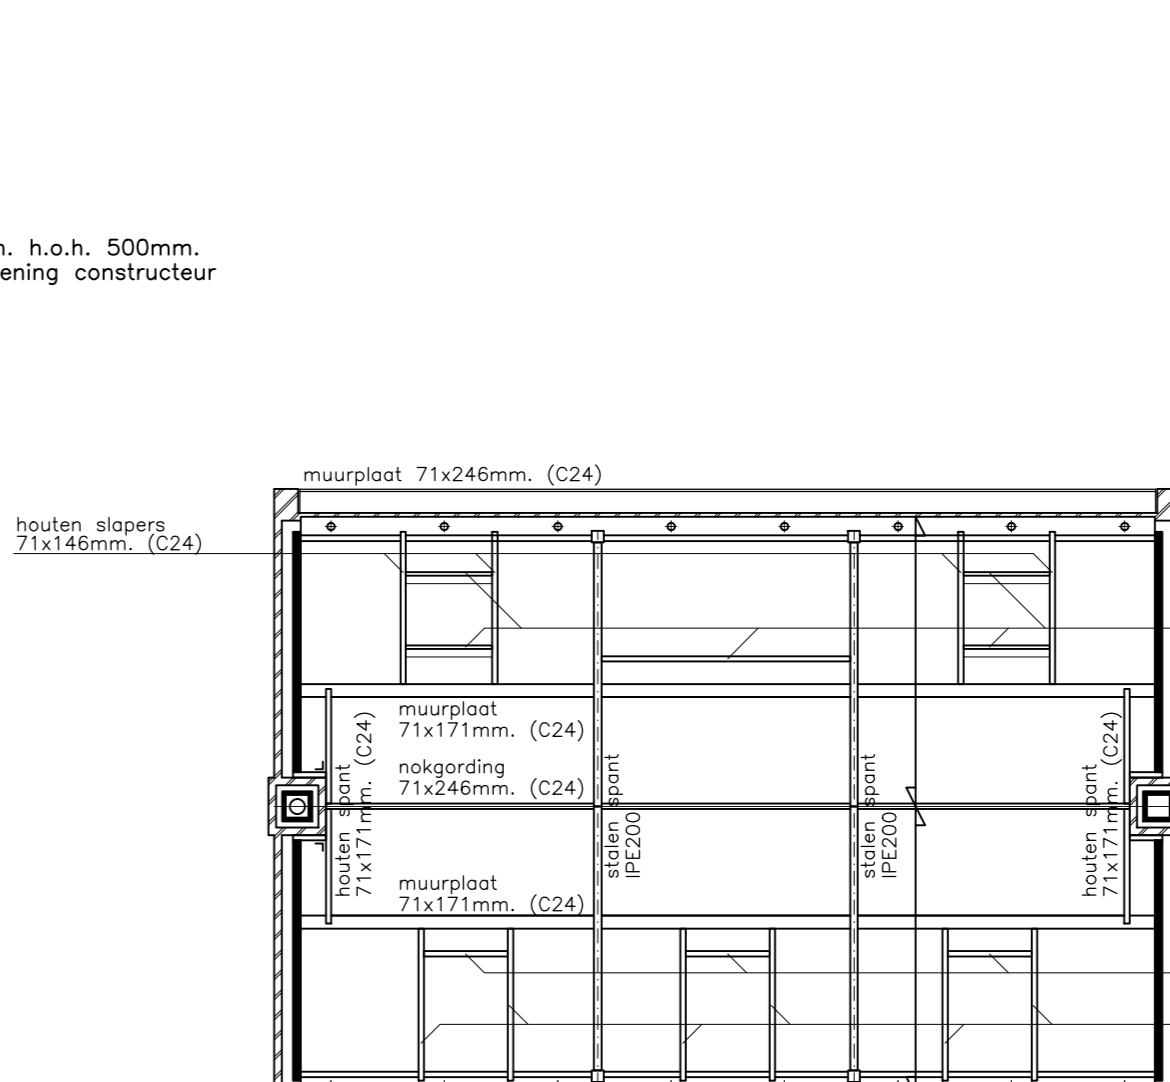 h.o.h. 500mm.
ening constructeur
muurplaat 71x246mm. (C24)
houten slapers
71x146mm. (C24)
muurplaat
71x171mm. (C24)
nokgording
71x246mm. (C24)
houten spant
71x171mm. (C24)
stalen spant
IPE200
stalen spant
IPE200
houten spant
71x171mm. (C24)
muurplaat
71x171mm. (C24)